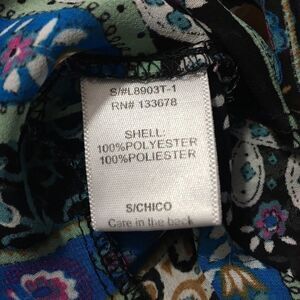 S/#L8903T-1
RN# 133678
SHELL:
100%POLYESTER
100%POLIESTER
S/CHICO
Care in the back